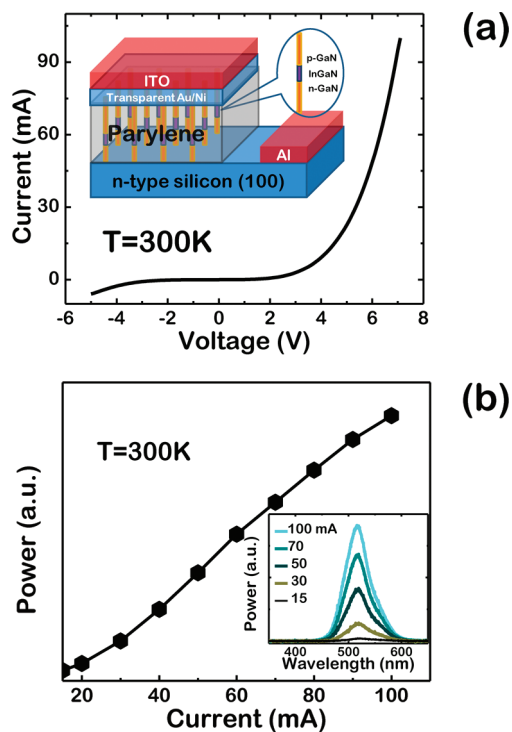 (a)
90
60
30
0
Current (mA)
-6 -4 -2 0 2 4 6 8
Voltage (V)
T=300K
ITO
Transparent Au/Ni
Parylene
Al
n-type silicon (100)
p-GaN
InGaN
n-GaN
(b)
T=300K
Power (a.u.)
20 40 60 80 100
Current (mA)
100 mA
70
50
30
15
Power (a.u.)
400 500 600
Wavelength (nm)